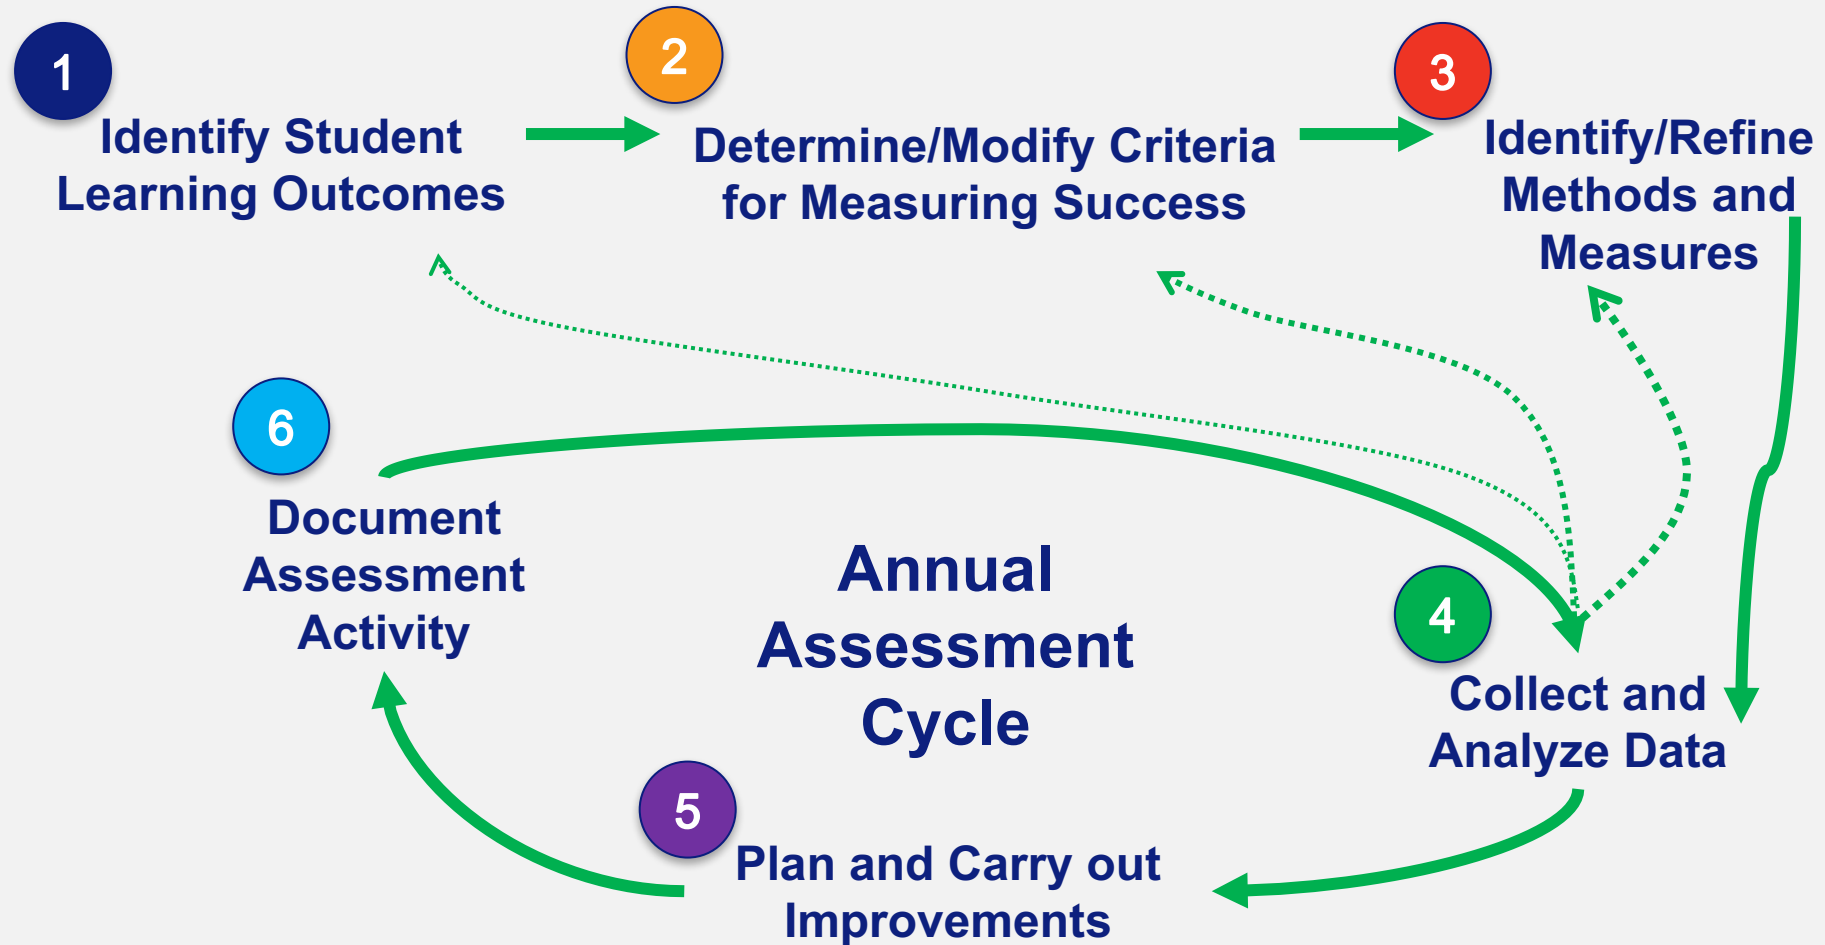 1
Identify Student
Learning Outcomes
2
Determine/Modify Criteria
for Measuring Success
3
Identify/Refine
Methods and
Measures
6
Document
Assessment
Activity
Annual
Assessment
Cycle
4
Collect and
Analyze Data
5
Plan and Carry out
Improvements